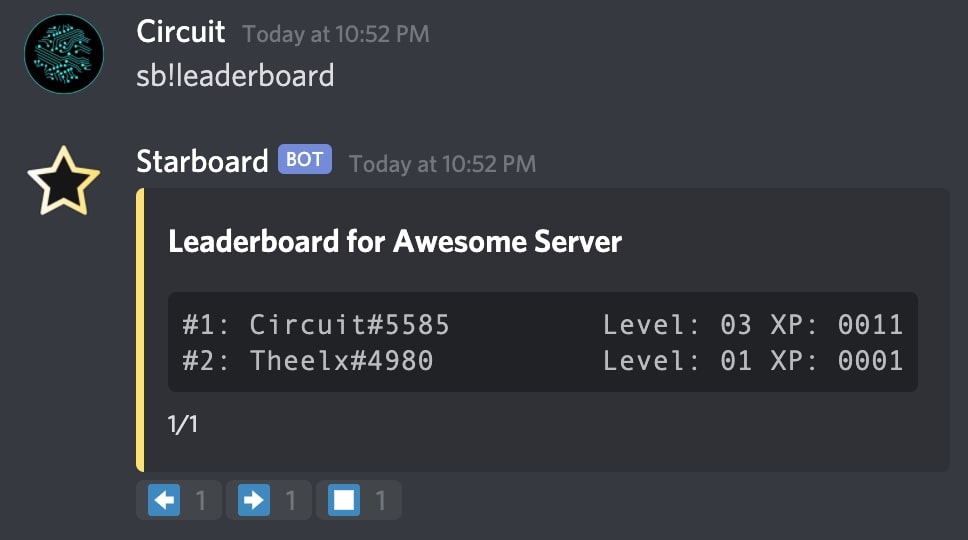 Circuit Today at 10:52 PM
sb!leaderboard
Starboard BOT Today at 10:52 PM
Leaderboard for Awesome Server
#1: Circuit#5585 Level: 03 XP: 0011
#2: Theelx#4980 Level: 01 XP: 0001
1/1
1 1 1